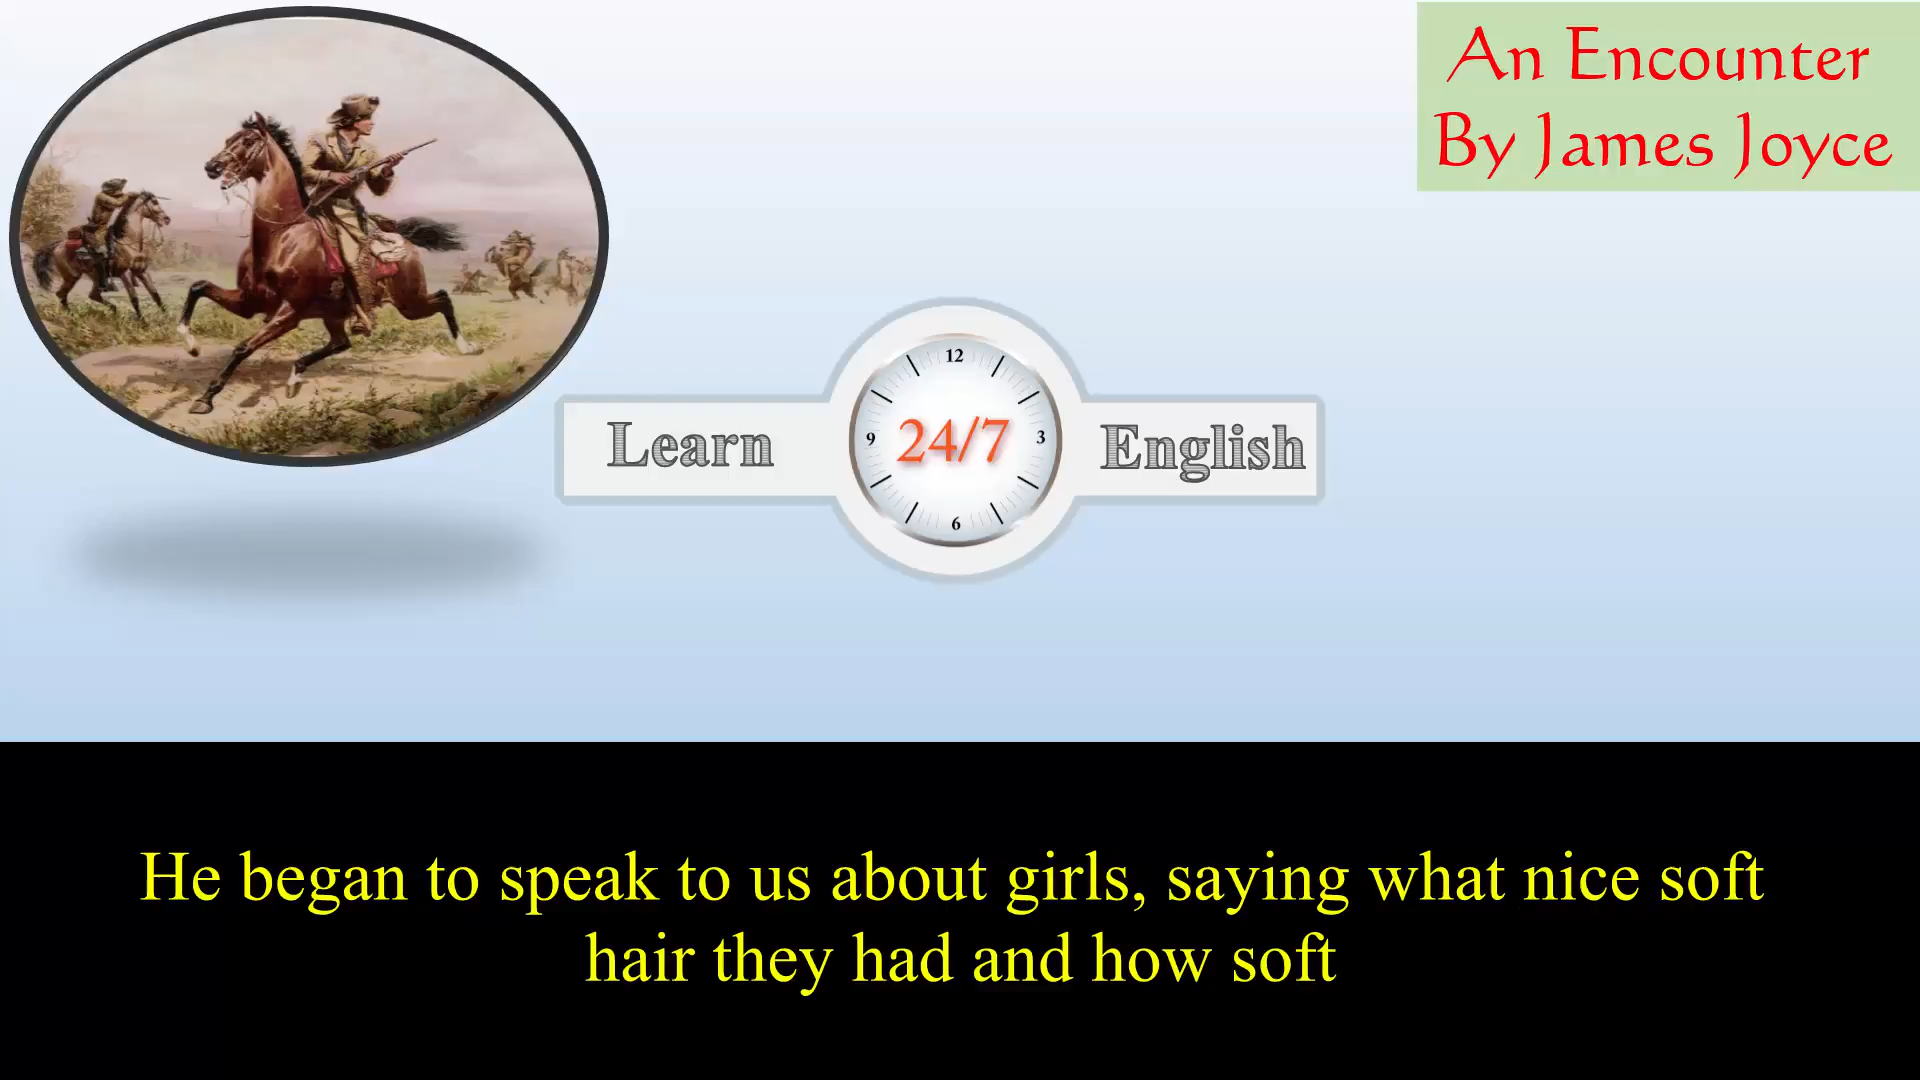 An Encounter
By James Joyce
Learn 24/7 English
12
9
3
6
He began to speak to us about girls, saying what nice soft
hair they had and how soft